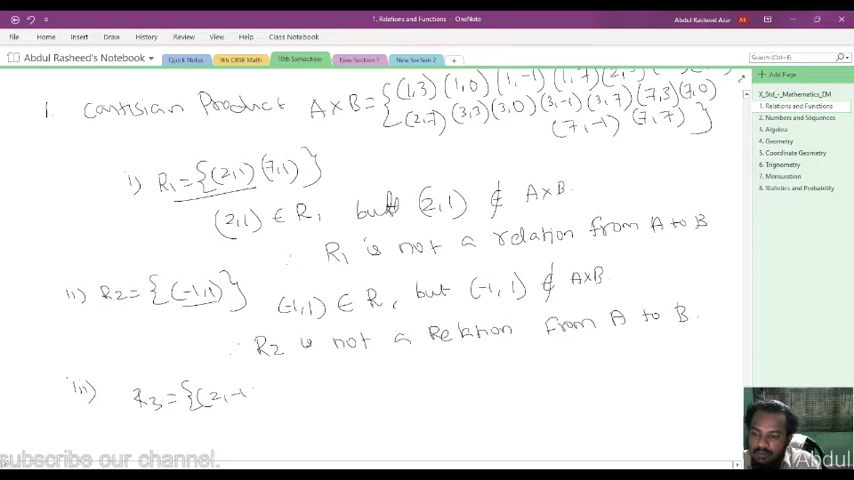 1. Relations and Functions - OneNote
Abdul Rasheed Azar
AR
File Home Insert Draw History Review View Help Class Notebook
Abdul Rasheed's Notebook
Quick Notes
9th CBSE Math
10th Samacheer
New Section 1
New Section 2
Search (Ctrl+E)
Add Page
X_Std_-_Mathematics_EM
1. Relations and Functions
2. Numbers and Sequences
3. Algebra
4. Geometry
5. Coordinate Geometry
6. Trigonometry
7. Mensuration
8. Statistics and Probability
1. Cartisian Product A×B={(1,3) (1,0) (1,-1) (1,7)
(2,7) (3,3) (3,0) (3,-1) (3,7) (7,3) (7,0)
(7,-1) (7,7)}
i) R1={(2,1) (7,1)}
(2,1) ∈ R1 but (2,1) ∉ A×B.
∴ R1 is not a relation from A to B
ii) R2={(-1,1)} (-1,1) ∈ R, but (-1,1) ∉ A×B
∴ R2 is not a Relation from A to B.
iii) R3={(2,-1
subscribe our channel.
Abdul